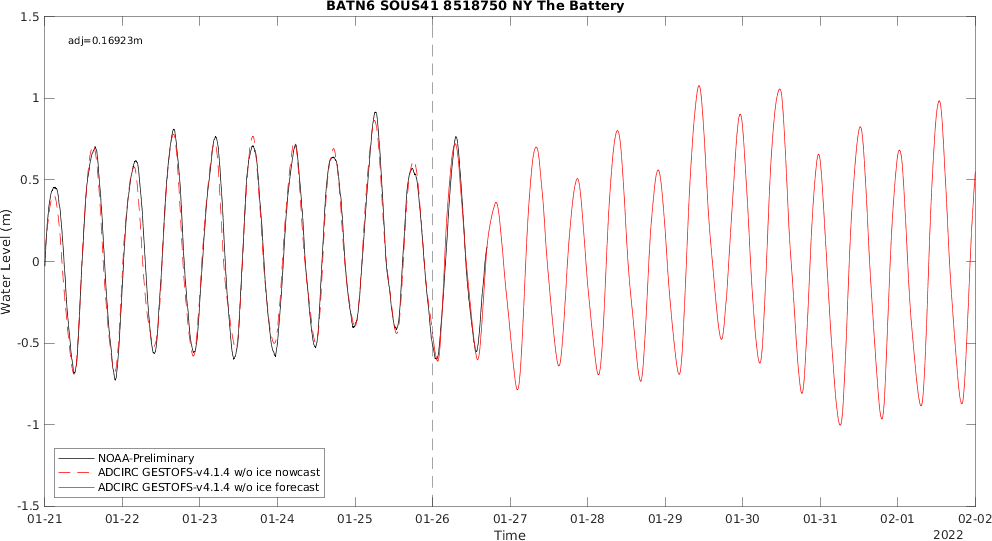 BATN6 SOUS41 8518750 NY The Battery
adj=0.16923m
1.5
1
0.5
0
-0.5
-1
-1.5
Water Level (m)
NOAA-Preliminary
ADCIRC GESTOFS-v4.1.4 w/o ice nowcast
ADCIRC GESTOFS-v4.1.4 w/o ice forecast
01-21 01-22 01-23 01-24 01-25 01-26 01-27 01-28 01-29 01-30 01-31 02-01 02-02
Time
2022